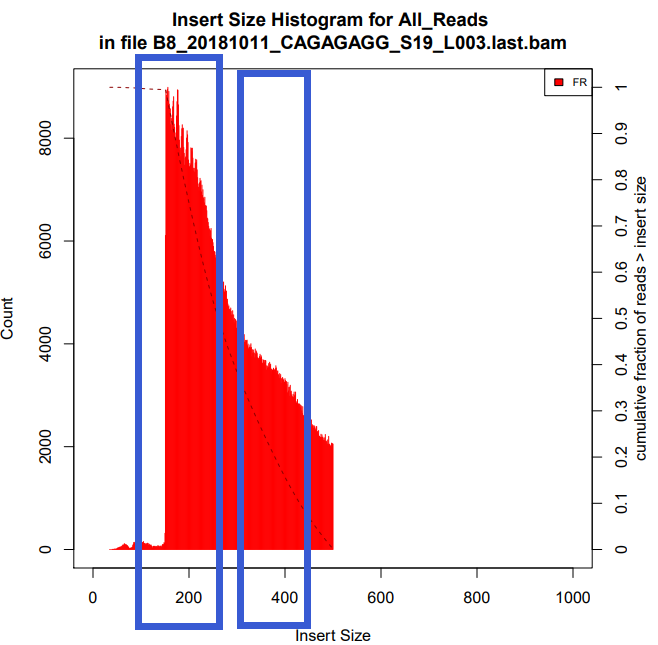 Insert Size Histogram for All_Reads
in file B8_20181011_CAGAGAGG_S19_L003.last.bam
FR
Count
0
2000
4000
6000
8000
0
0.1
0.2
0.3
0.4
0.5
0.6
0.7
0.8
0.9
1
cumulative fraction of reads > insert size
0 200 400 600 800 1000
Insert Size